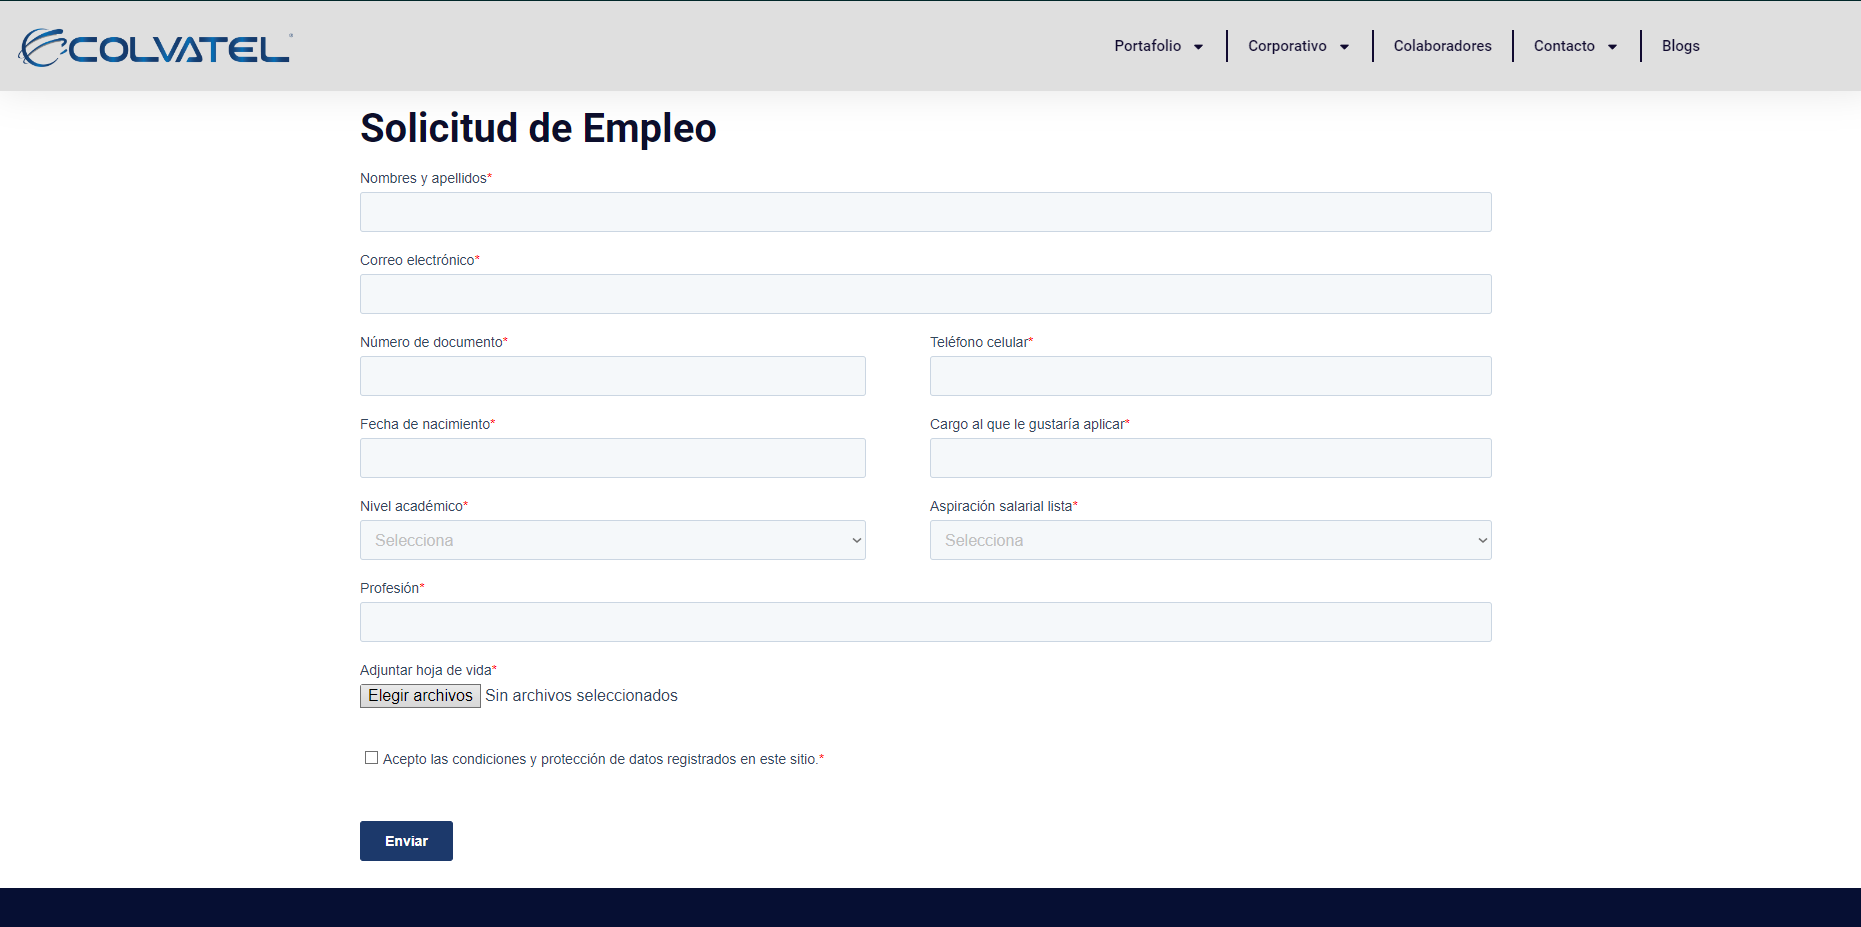 COLVATEL®
Portafolio
Corporativo
Colaboradores
Contacto
Blogs
Solicitud de Empleo
Nombres y apellidos*
Correo electrónico*
Número de documento* Teléfono celular*
Fecha de nacimiento* Cargo al que le gustaría aplicar*
Nivel académico* Aspiración salarial lista*
Selecciona Selecciona
Profesión*
Adjuntar hoja de vida*
Elegir archivos Sin archivos seleccionados
Acepto las condiciones y protección de datos registrados en este sitio.*
Enviar